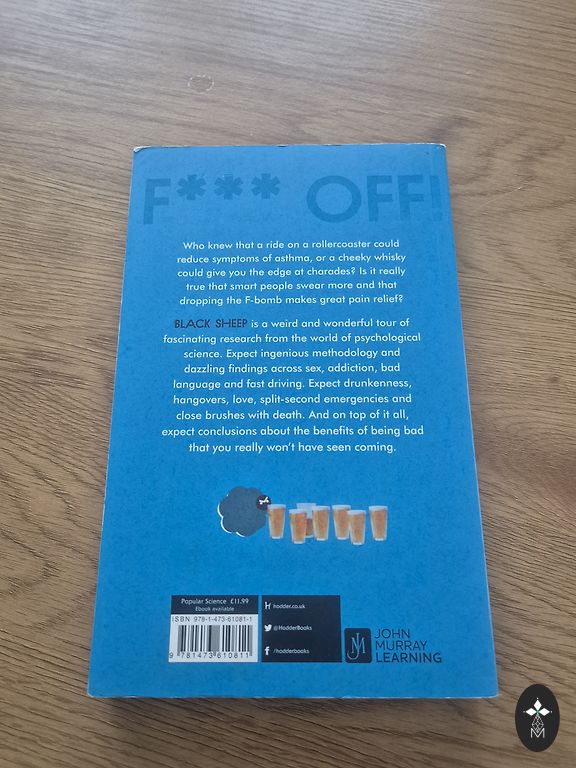 F*** OFF!
Who knew that a ride on a rollercoaster could
reduce symptoms of asthma, or a cheeky whisky
could give you the edge at charades? Is it really
true that smart people swear more and that
dropping the F-bomb makes great pain relief?
BLACK SHEEP is a weird and wonderful tour of
fascinating research from the world of psychological
science. Expect ingenious methodology and
dazzling findings across sex, addiction, bad
language and fast driving. Expect drunkenness,
hangovers, love, split-second emergencies and
close brushes with death. And on top of it all,
expect conclusions about the benefits of being bad
that you really won't have seen coming.
Popular Science £11.99
Ebook available
ISBN 978-1-473-61081-1
9 781473 610811
hodder.co.uk
@HodderBooks
/hodderbooks
JM
JOHN
MURRAY
LEARNING
M